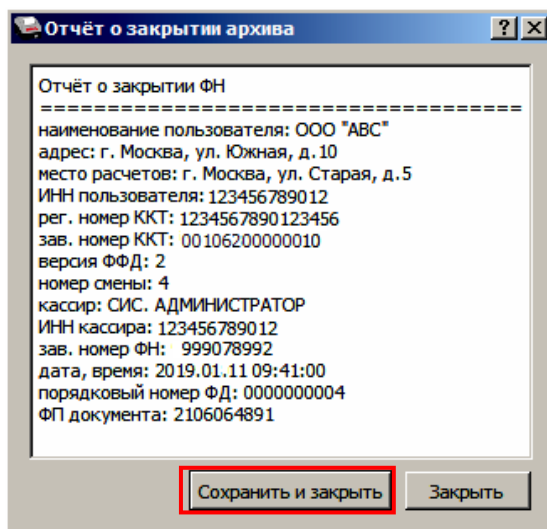 Отчёт о закрытии архива
Отчёт о закрытии ФН
====================================
наименование пользователя: ООО "АВС"
адрес: г. Москва, ул. Южная, д.10
место расчетов: г. Москва, ул. Старая, д.5
ИНН пользователя: 123456789012
рег. номер ККТ: 1234567890123456
зав. номер ККТ: 00106200000010
версия ФФД: 2
номер смены: 4
кассир: СИС. АДМИНИСТРАТОР
ИНН кассира: 123456789012
зав. номер ФН: 999078992
дата, время: 2019.01.11 09:41:00
порядковый номер ФД: 0000000004
ФП документа: 2106064891
Сохранить и закрыть
Закрыть